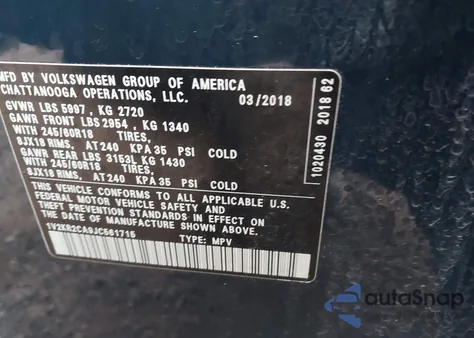 MFD BY VOLKSWAGEN GROUP OF AMERICA
CHATTANOOGA OPERATIONS, LLC. 03/2018
GVWR LBS 5997, KG 2720
GAWR FRONT LBS 2954, KG 1340
WITH 245/60R18 TIRES,
8JX18 RIMS, AT 240 KPA 35 PSI COLD
GAWR REAR LBS 3153L KG 1430
WITH 245/60R18 TIRES,
8JX18 RIMS, AT 240 KPA 35 PSI COLD
THIS VEHICLE CONFORMS TO ALL APPLICABLE
FEDERAL MOTOR VEHICLE SAFETY AND
THEFT PREVENTION STANDARDS IN EFFECT ON
THE DATE OF MANUFACTURE SHOWN ABOVE.
1V2KR2CA9JC561715 TYPE: MPV
1020430 2018 62
autoSnap